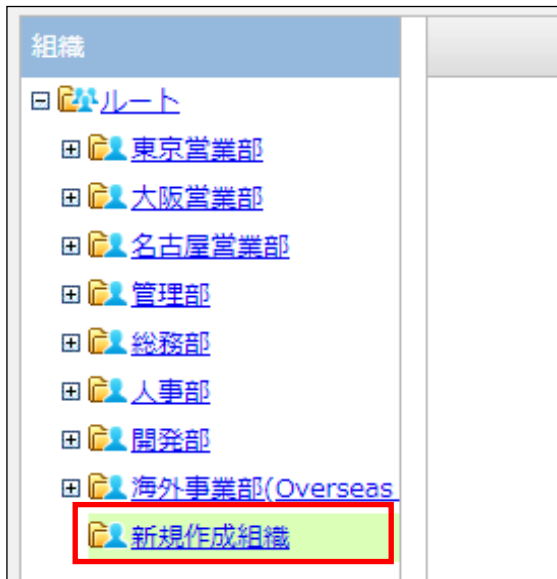 組織
ルート
東京営業部
大阪営業部
名古屋営業部
管理部
総務部
人事部
開発部
海外事業部(Overseas
新規作成組織